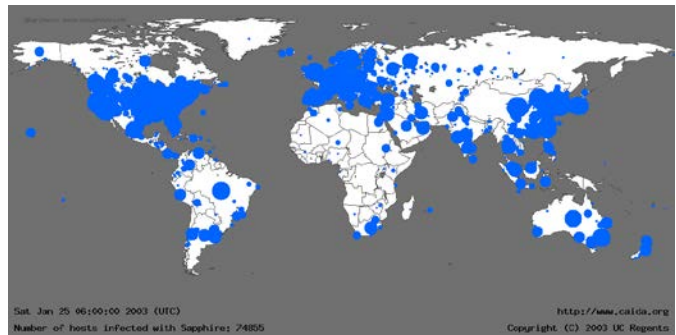 Sat Jan 25 06:00:00 2003 (UTC)
http://www.caida.org
Number of hosts infected with Sapphire: 74855
Copyright (C) 2003 UC Regents